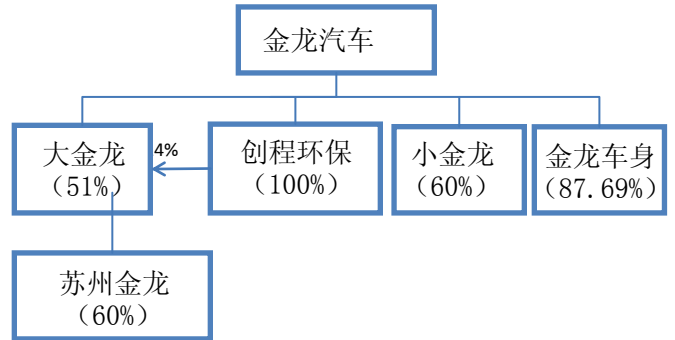 金龙汽车
大金龙
（51%）
4%
创程环保
（100%）
小金龙
（60%）
金龙车身
（87.69%）
苏州金龙
（60%）